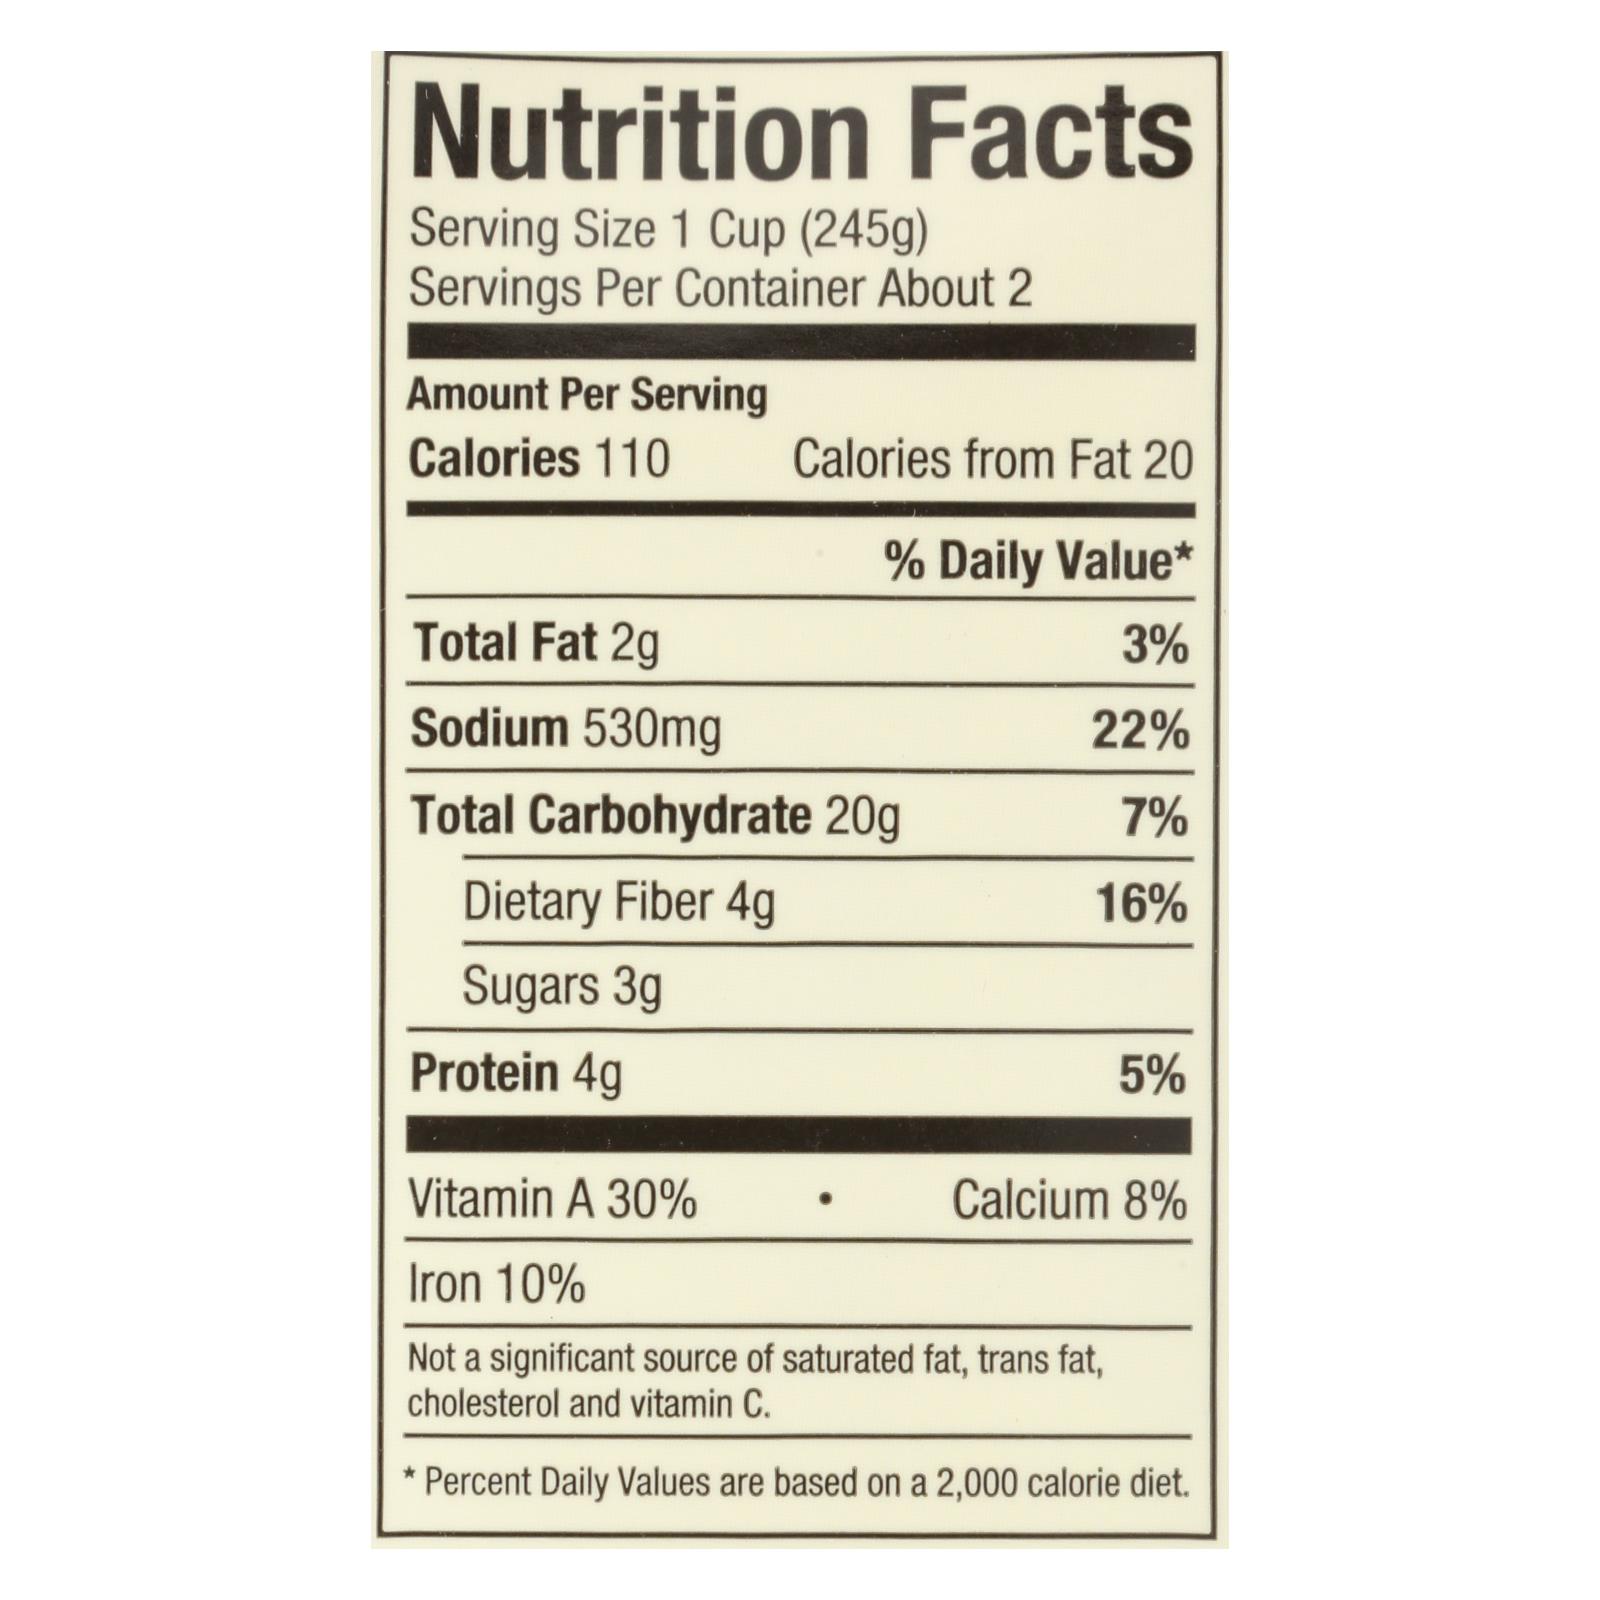 Nutrition Facts
Serving Size 1 Cup (245g)
Servings Per Container About 2
Amount Per Serving
Calories 110 Calories from Fat 20
% Daily Value*
Total Fat 2g 3%
Sodium 530mg 22%
Total Carbohydrate 20g 7%
Dietary Fiber 4g 16%
Sugars 3g
Protein 4g 5%
Vitamin A 30% • Calcium 8%
Iron 10%
Not a significant source of saturated fat, trans fat,
cholesterol and vitamin C.
* Percent Daily Values are based on a 2,000 calorie diet.